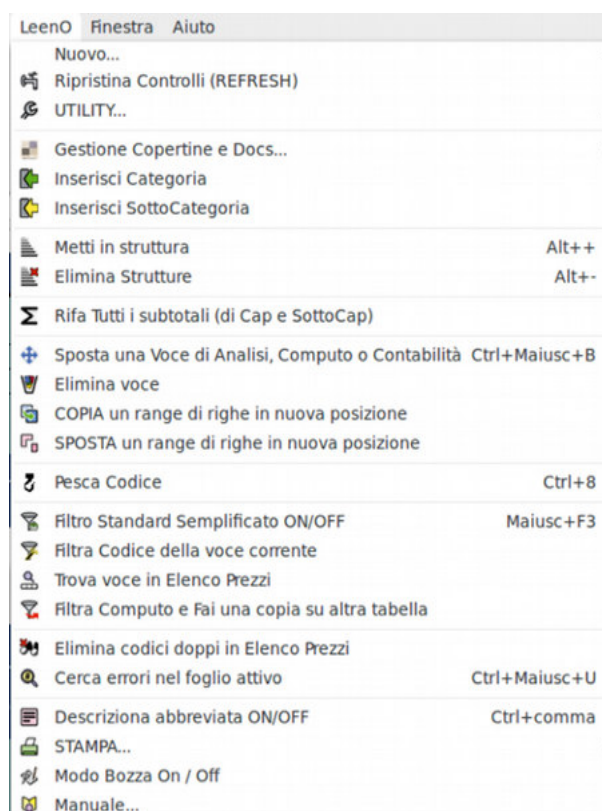 LeenO Finestra Aiuto
Nuovo...
Ripristina Controlli (REFRESH)
UTILITY...
Gestione Copertine e Docs...
Inserisci Categoria
Inserisci SottoCategoria
Metti in struttura Alt++
Elimina Strutture Alt+-
Rifa Tutti i subtotali (di Cap e SottoCap)
Sposta una Voce di Analisi, Computo o Contabilità Ctrl+Maiusc+B
Elimina voce
COPIA un range di righe in nuova posizione
SPOSTA un range di righe in nuova posizione
Pesca Codice Ctrl+8
Filtro Standard Semplificato ON/OFF Maiusc+F3
Filtra Codice della voce corrente
Trova voce in Elenco Prezzi
Filtra Computo e Fai una copia su altra tabella
Elimina codici doppi in Elenco Prezzi
Cerca errori nel foglio attivo Ctrl+Maiusc+U
Descriziona abbreviata ON/OFF Ctrl+comma
STAMPA...
Modo Bozza On / Off
Manuale...